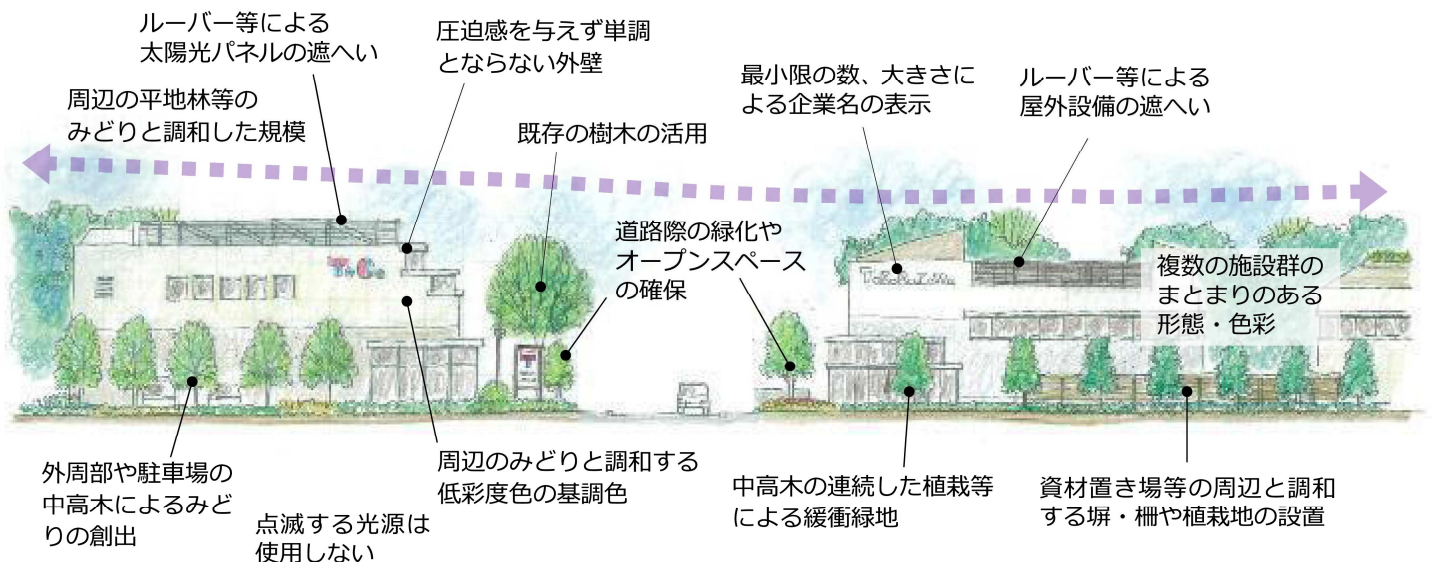 ルーバー等による
太陽光パネルの遮へい
圧迫感を与えず単調
とならない外壁
周辺の平地林等の
みどりと調和した規模
既存の樹木の活用
最小限の数、大きさに
よる企業名の表示
ルーバー等による
屋外設備の遮へい
道路際の緑化や
オープンスペース
の確保
複数の施設群の
まとまりのある
形態・色彩
外周部や駐車場の
中高木によるみど
りの創出
点滅する光源は
使用しない
周辺のみどりと調和する
低彩度色の基調色
中高木の連続した植栽等
による緩衝緑地
資材置き場等の周辺と調和
する塀・柵や植栽地の設置